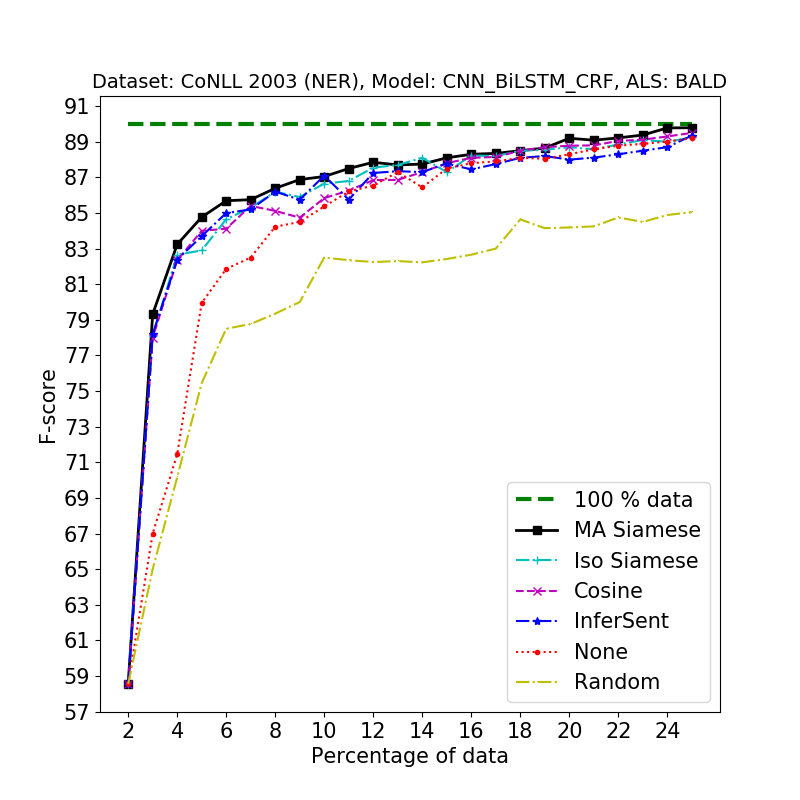 Dataset: CoNLL 2003 (NER), Model: CNN_BiLSTM_CRF, ALS: BALD
91
89
87
85
83
81
79
77
75
73
71
69
67
65
63
61
59
57
F-score
100 % data
MA Siamese
Iso Siamese
Cosine
InferSent
None
Random
2 4 6 8 10 12 14 16 18 20 22 24
Percentage of data